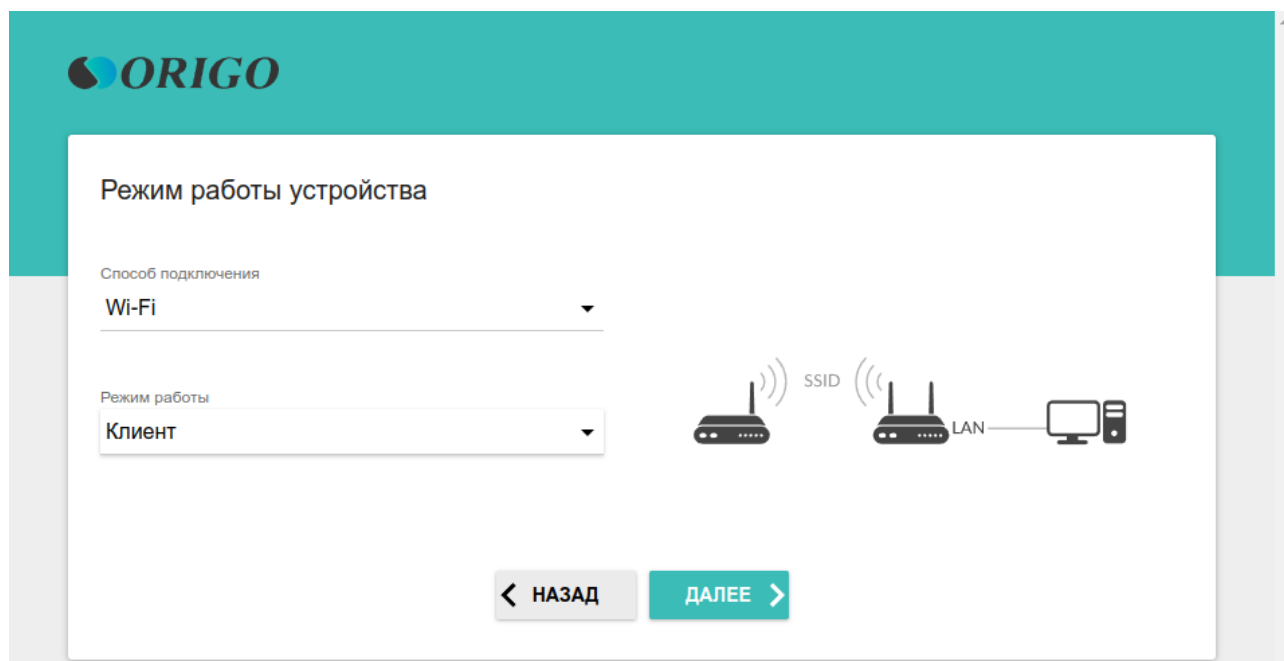 ORIGO
Режим работы устройства
Способ подключения
Wi-Fi
Режим работы
Клиент
SSID
LAN
НАЗАД
ДАЛЕЕ